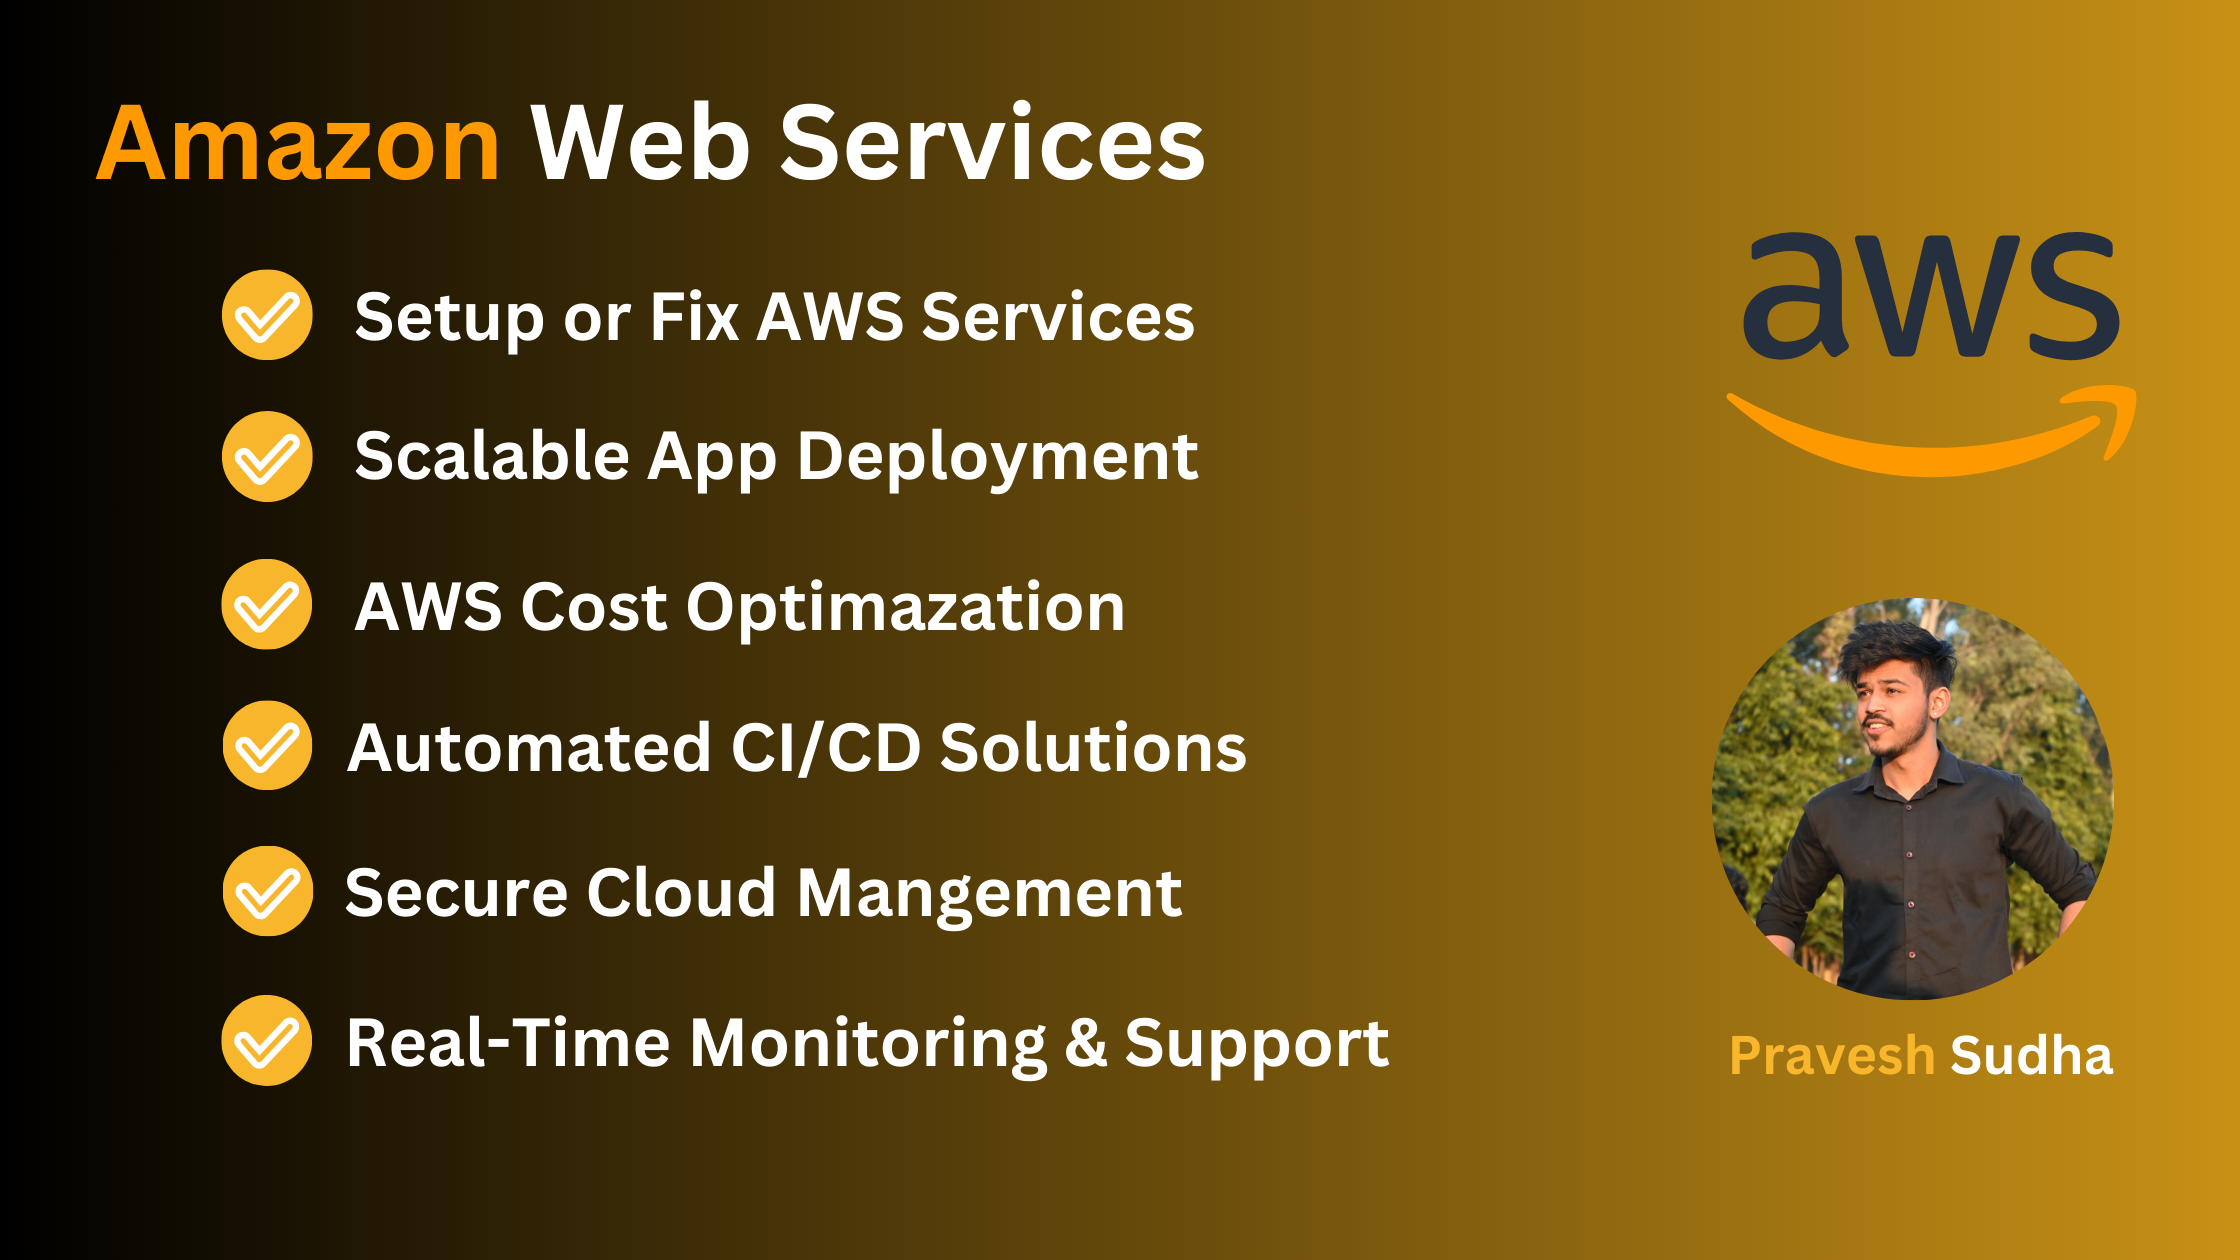 Amazon Web Services
aws
Setup or Fix AWS Services
Scalable App Deployment
AWS Cost Optimazation
Automated CI/CD Solutions
Secure Cloud Mangement
Real-Time Monitoring & Support
Pravesh Sudha